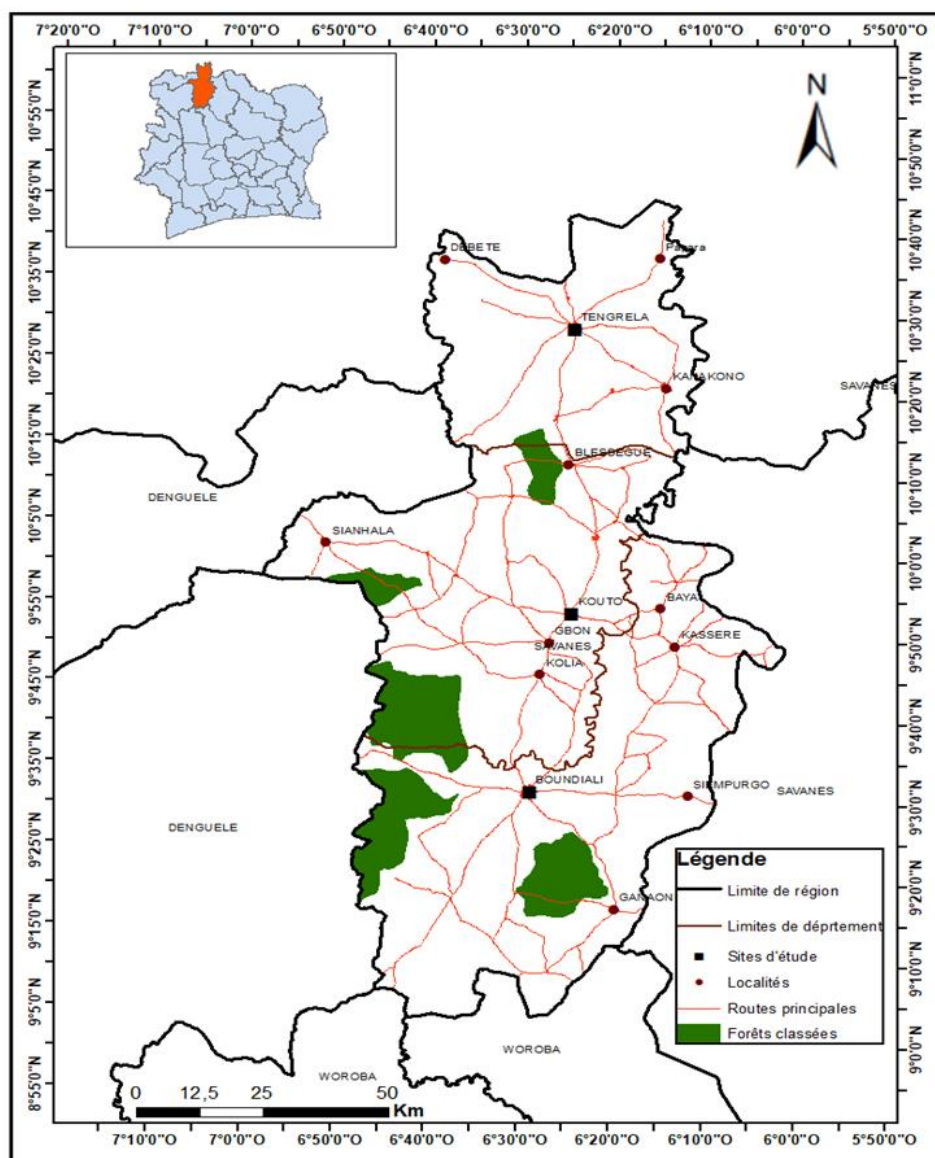 7°20'0"O 7°0'0"O 6°50'0"O 6°40'0"O 6°30'0"O 6°20'0"O 6°10'0"O 6°0'0"O 5°50'0"O
N
10°55'0"N
10°45'0"N
10°35'0"N
10°25'0"N
10°15'0"N
10°5'0"N
9°55'0"N
9°45'0"N
9°35'0"N
9°25'0"N
9°15'0"N
9°5'0"N
8°55'0"N
11°0'0"N
10°50'0"N
10°40'0"N
10°30'0"N
10°20'0"N
10°10'0"N
10°0'0"N
9°50'0"N
9°40'0"N
9°30'0"N
9°20'0"N
9°10'0"N
9°0'0"N
DEBETE
Papara
TENGRELA
KANAKONO
SAVANES
BLESSEGUE
DENGUELE
SIANHALA
KOUTO
BAYA
GBON
SAVANES
KASSERE
KOLIA
BOUNDIALI
SIEMPURGO
SAVANES
DENGUELE
GANAON
Légende
Limite de région
Limites de déprtement
Sites d'étude
Localités
Routes principales
Forêts classées
WOROBA
WOROBA
0 12,5 25 50
Km
7°10'0"O 7°0'0"O 6°50'0"O 6°40'0"O 6°30'0"O 6°20'0"O 6°10'0"O 6°0'0"O 5°50'0"O